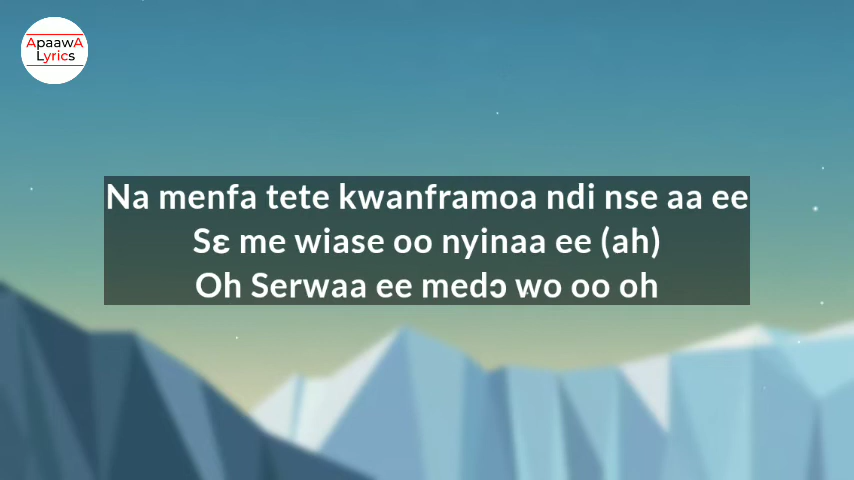 ApaawA
Lyrics
Na menfa tete kwanframoa ndi nse aa ee
Sɛ me wiase oo nyinaa ee (ah)
Oh Serwaa ee medɔ wo oo oh